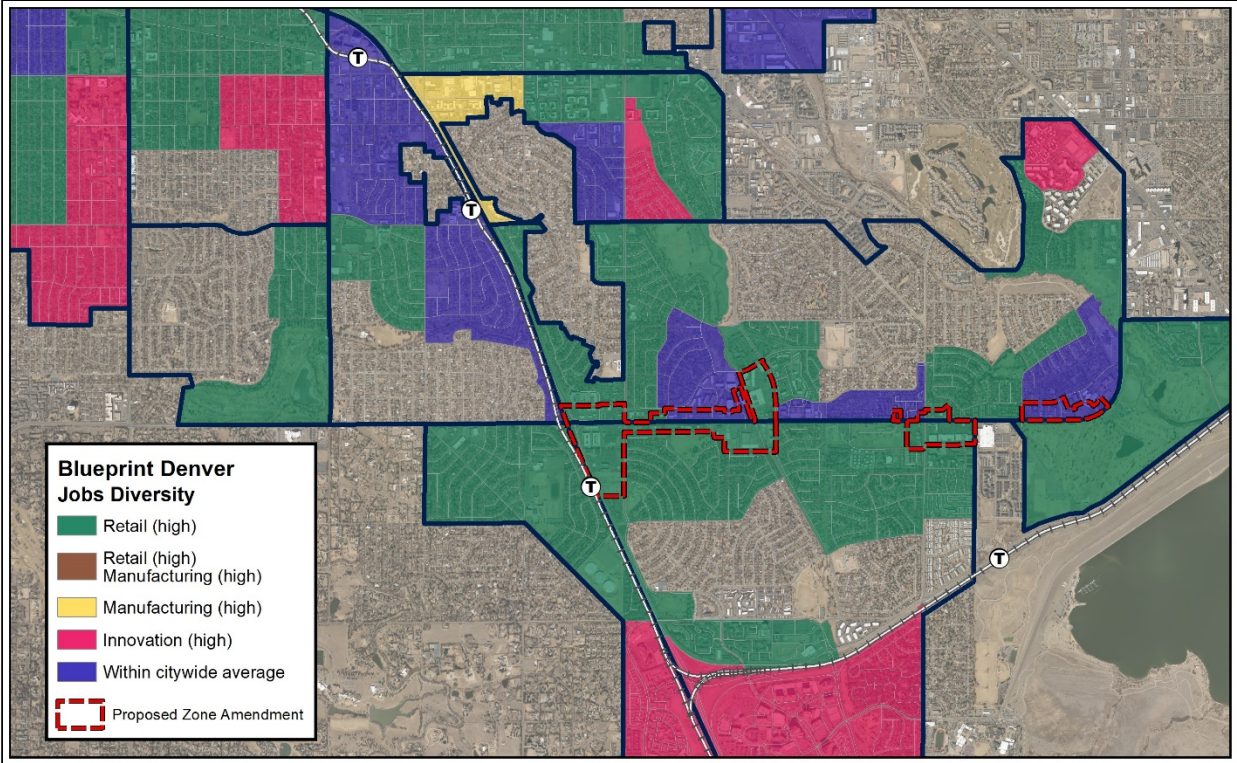 T
T
T
T
Blueprint Denver
Jobs Diversity
Retail (high)
Retail (high)
Manufacturing (high)
Manufacturing (high)
Innovation (high)
Within citywide average
Proposed Zone Amendment